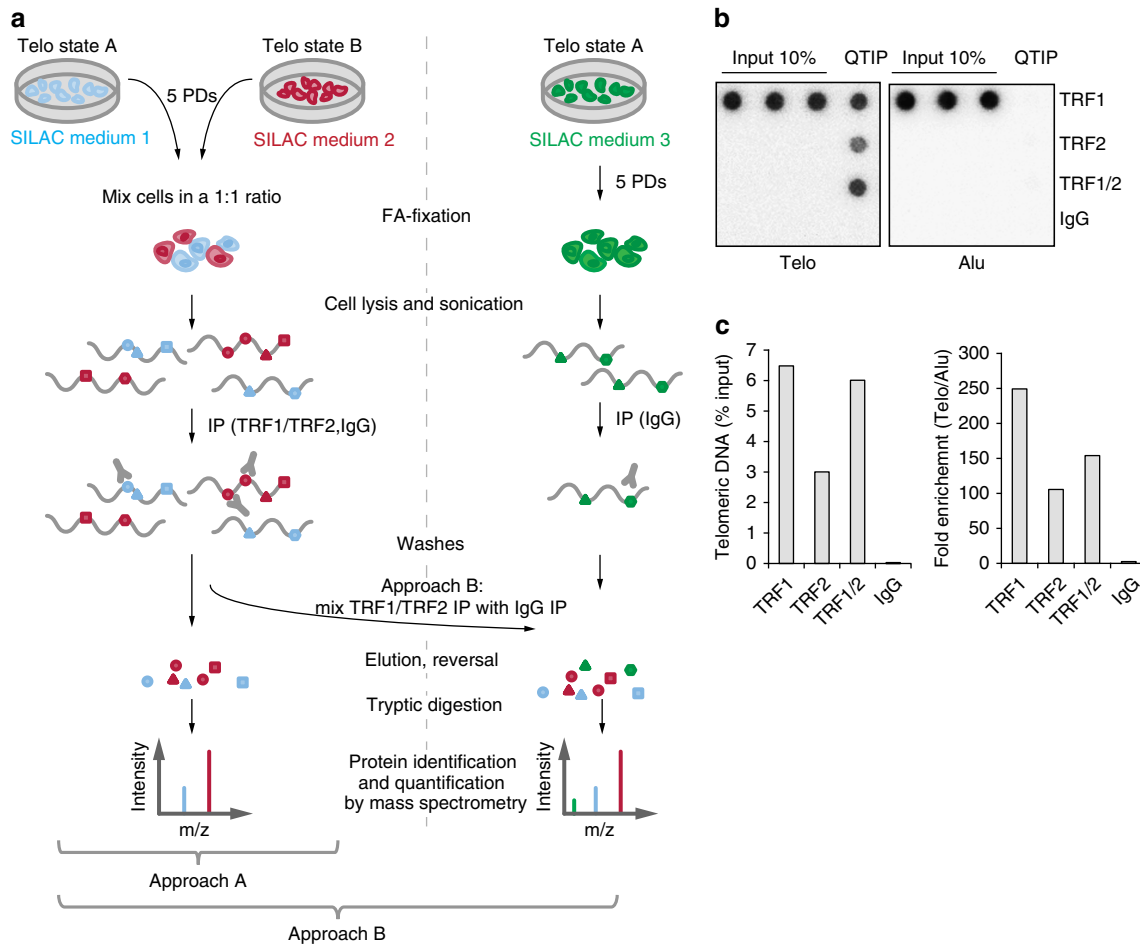 a
Telo state A
Telo state B
Telo state A
5 PDs
SILAC medium 1
SILAC medium 2
SILAC medium 3
5 PDs
Mix cells in a 1:1 ratio
FA-fixation
Cell lysis and sonication
IP (TRF1/TRF2,IgG)
IP (IgG)
Washes
Approach B:
mix TRF1/TRF2 IP with IgG IP
Elution, reversal
Tryptic digestion
Protein identification
and quantification
by mass spectrometry
Intensity
m/z
Intensity
m/z
Approach A
Approach B
b
Input 10%
QTIP
Input 10%
QTIP
TRF1
TRF2
TRF1/2
IgG
Telo
Alu
c
Telomeric DNA (% input)
7
6
5
4
3
2
1
0
TRF1
TRF2
TRF1/2
IgG
Fold enrichemnt (Telo/Alu)
300
250
200
150
100
50
0
TRF1
TRF2
TRF1/2
IgG